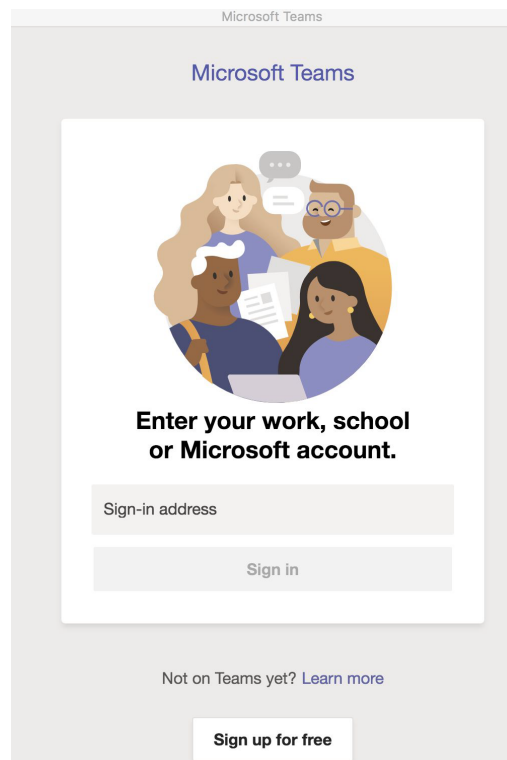 Microsoft Teams
Microsoft Teams
Enter your work, school
or Microsoft account.
Sign-in address
Sign in
Not on Teams yet? Learn more
Sign up for free